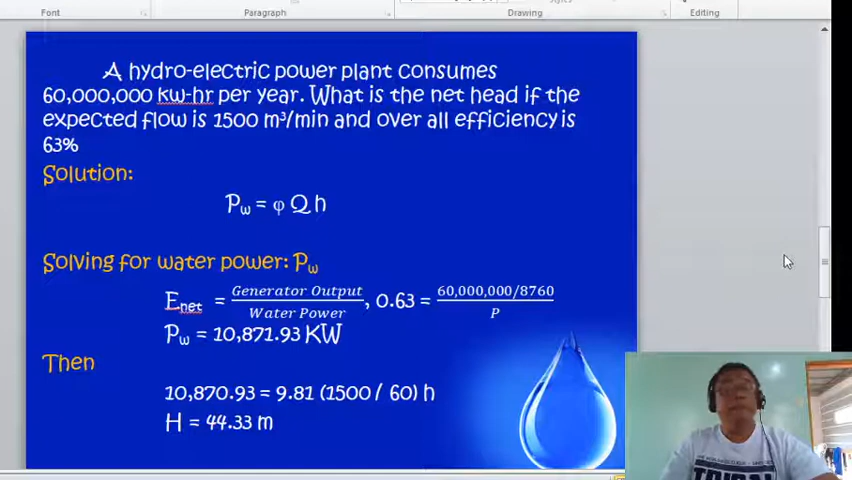 Font
Paragraph
Drawing
Editing
A hydro-electric power plant consumes
60,000,000 kw-hr per year. What is the net head if the
expected flow is 1500 m³/min and over all efficiency is
63%
Solution:
Pw = φ Q h
Solving for water power: Pw
Enet = Generator Output / Water Power, 0.63 = 60,000,000/8760 / P
Pw = 10,871.93 KW
Then
10,870.93 = 9.81 (1500 / 60) h
H = 44.33 m